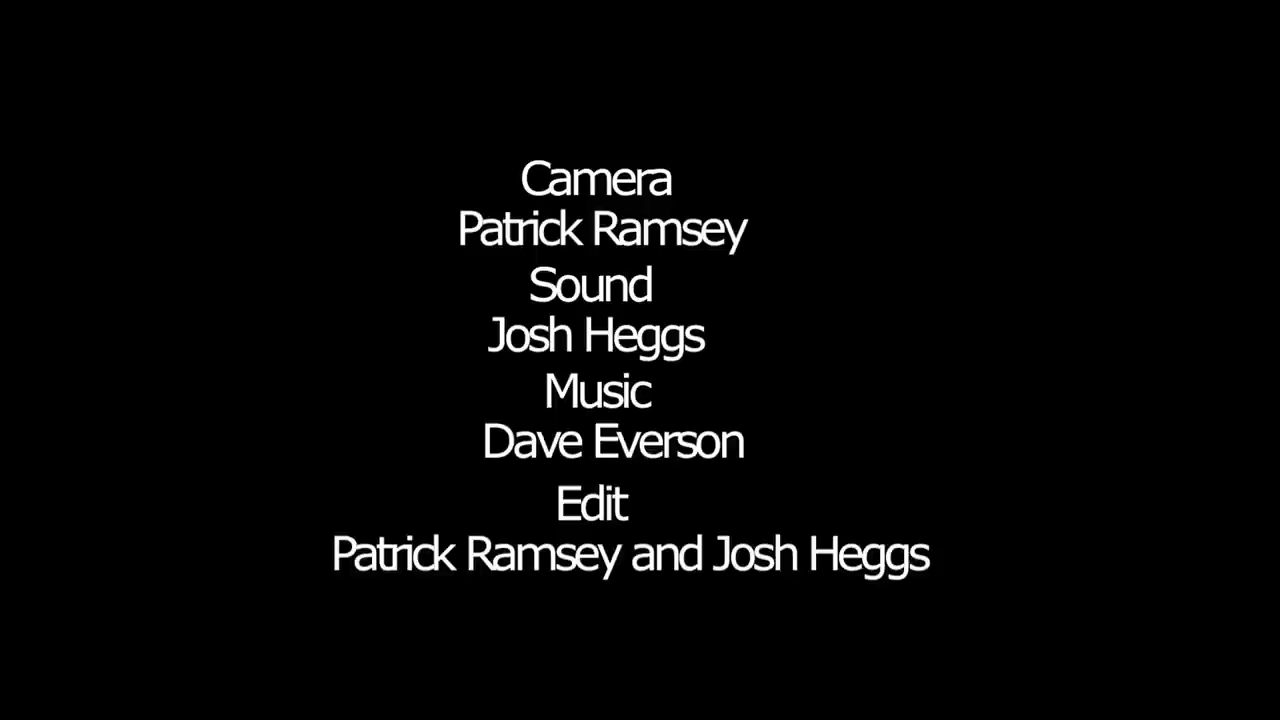 Camera
Patrick Ramsey
Sound
Josh Heggs
Music
Dave Everson
Edit
Patrick Ramsey and Josh Heggs